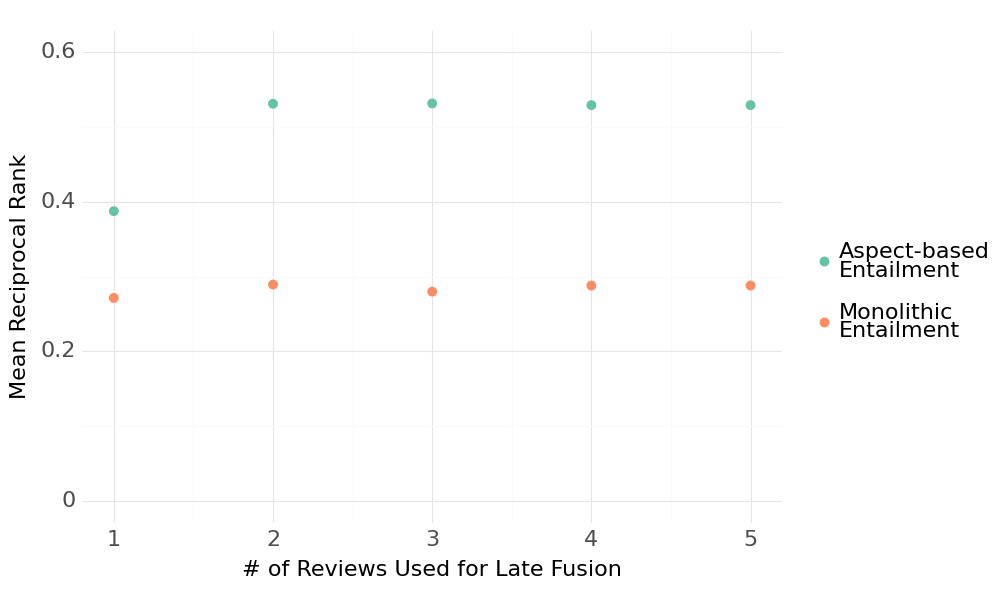 0.6
0.4
0.2
0
Mean Reciprocal Rank
1
2
3
4
5
# of Reviews Used for Late Fusion
Aspect-based
Entailment
Monolithic
Entailment